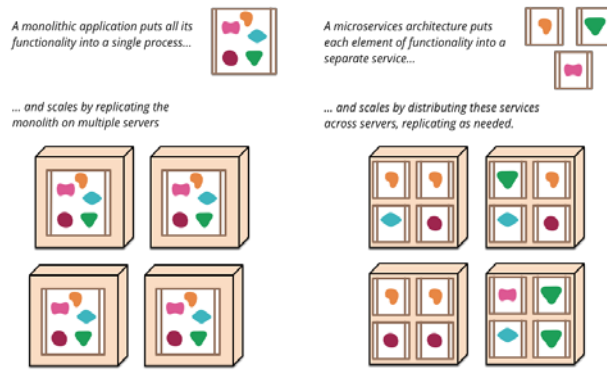 A monolithic application puts all its
functionality into a single process...
... and scales by replicating the
monolith on multiple servers
A microservices architecture puts
each element of functionality into a
separate service...
... and scales by distributing these services
across servers, replicating as needed.